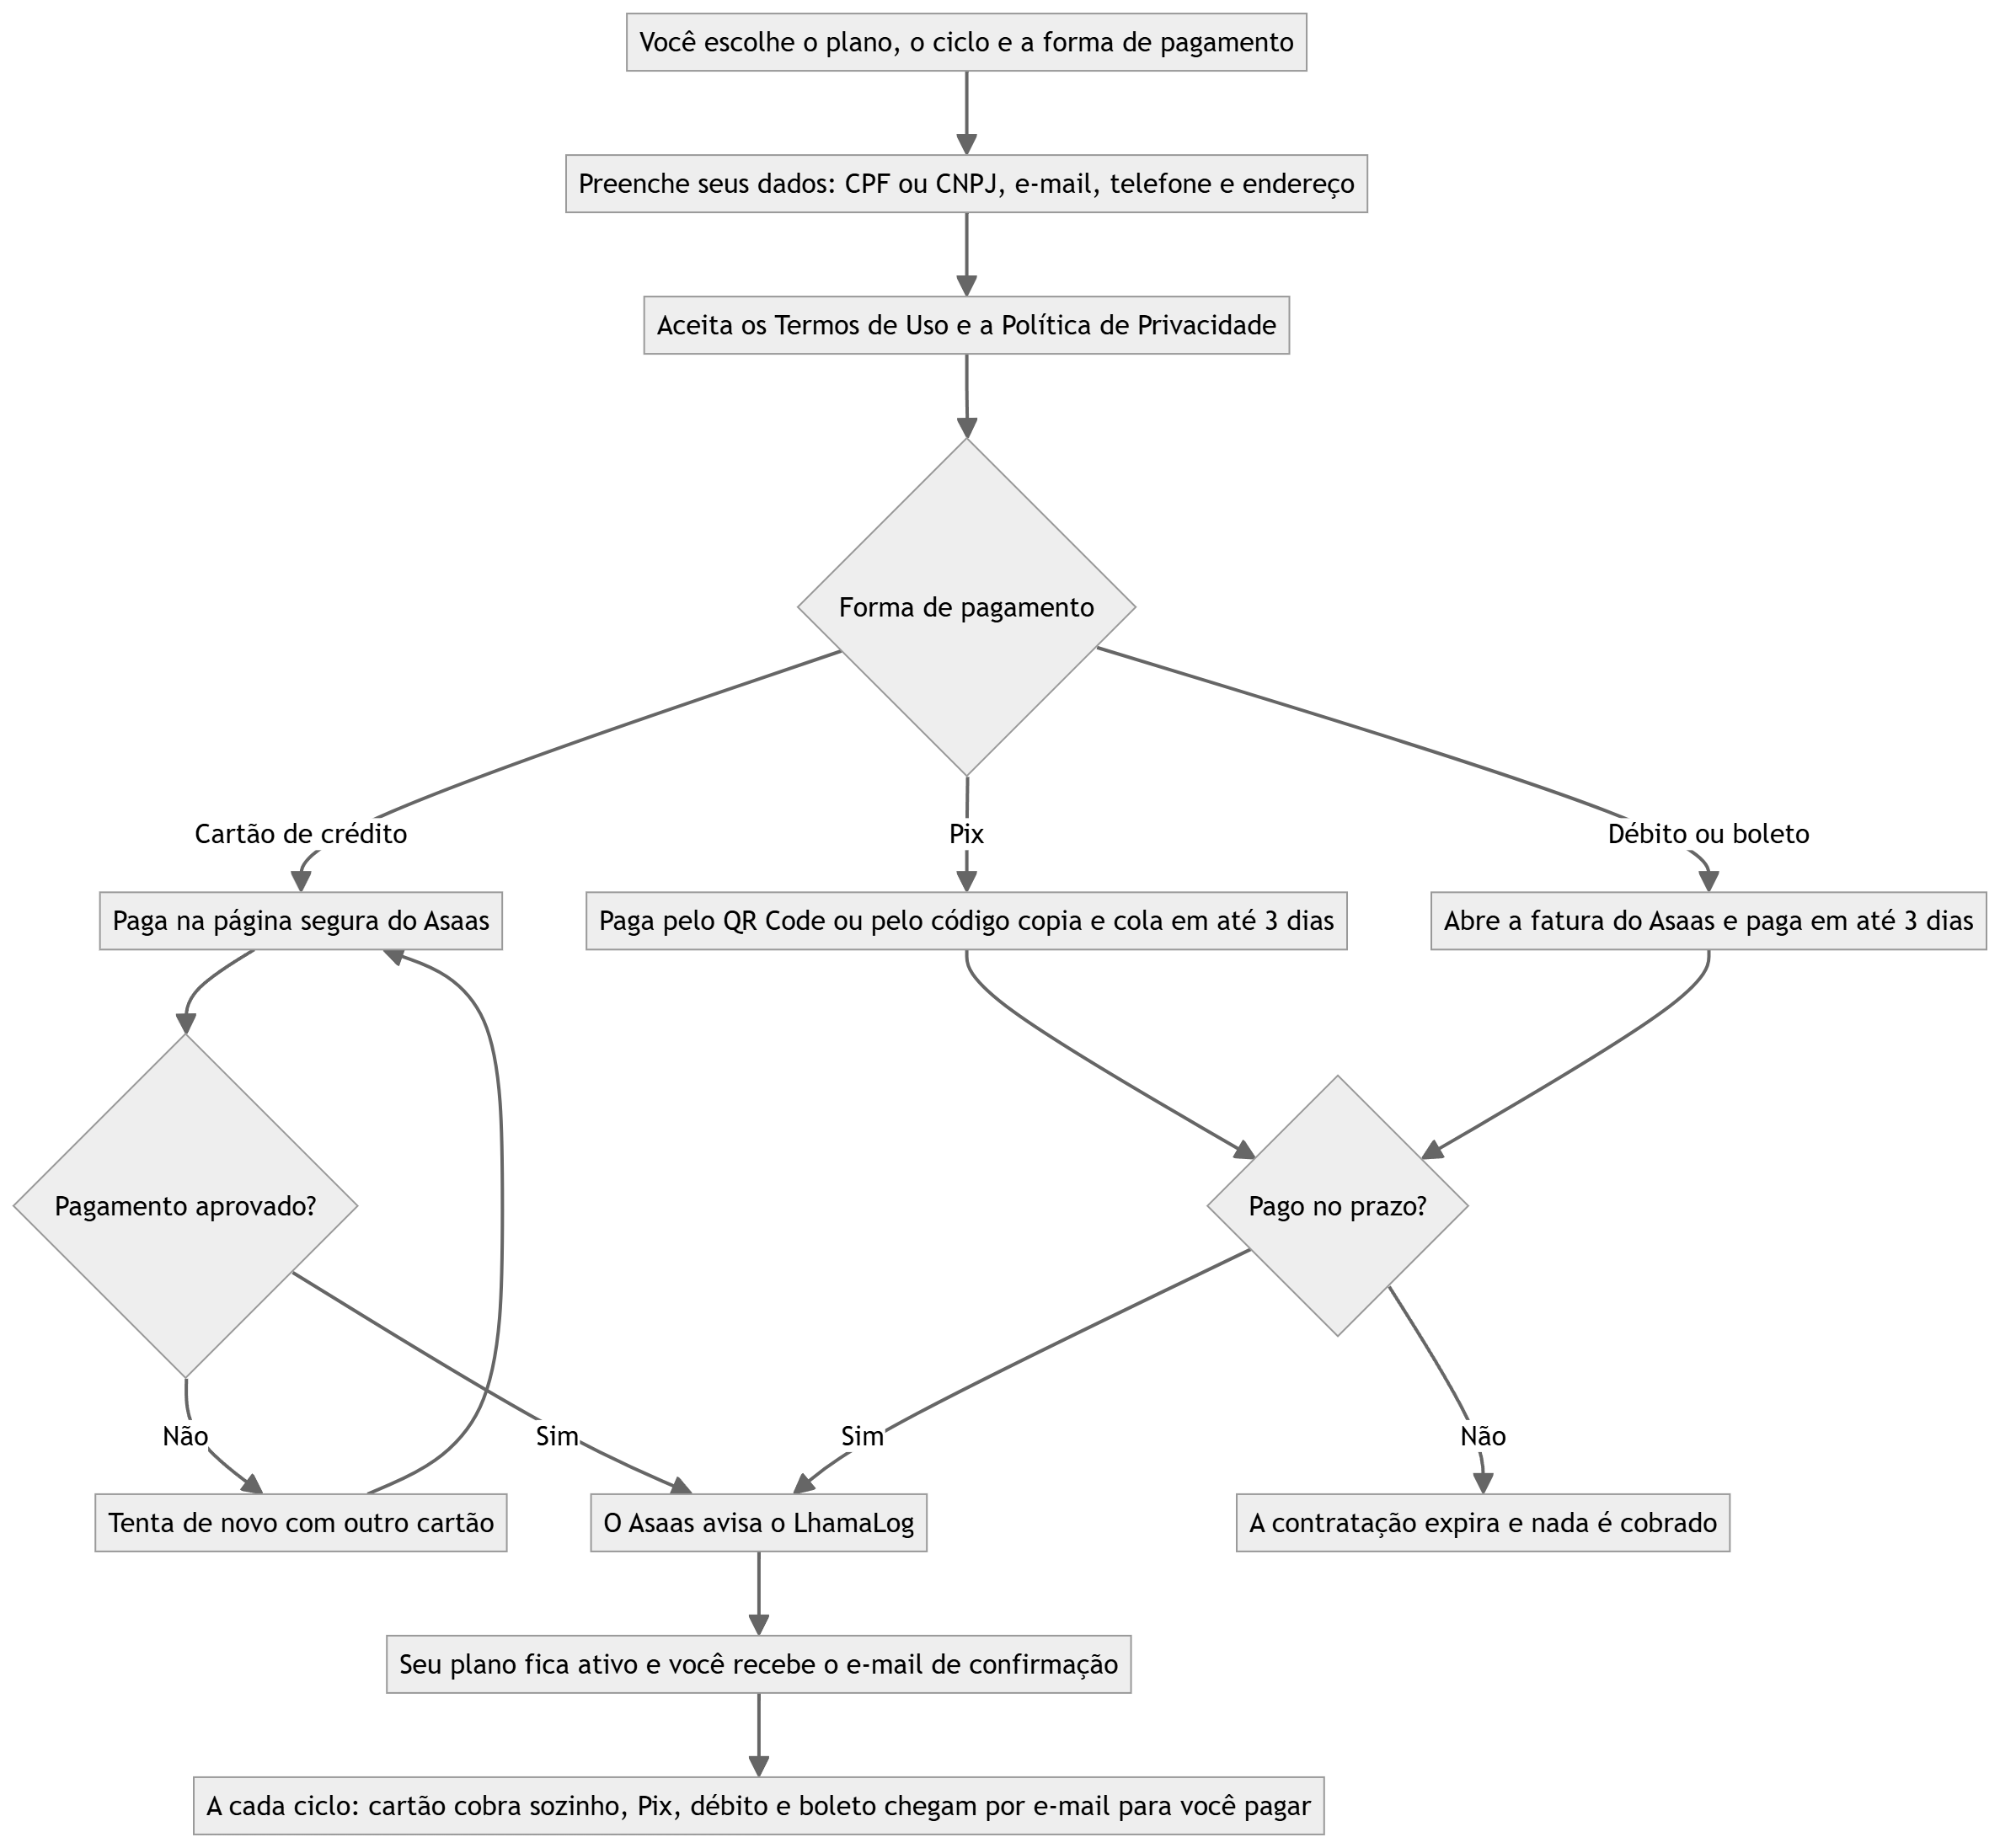 Você escolhe o plano, o ciclo e a forma de pagamento
Preenche seus dados: CPF ou CNPJ, e-mail, telefone e endereço
Aceita os Termos de Uso e a Política de Privacidade
Forma de pagamento
Cartão de crédito
Pix
Débito ou boleto
Paga na página segura do Asaas
Paga pelo QR Code ou pelo código copia e cola em até 3 dias
Abre a fatura do Asaas e paga em até 3 dias
Pagamento aprovado?
Pago no prazo?
Não
Sim
Sim
Não
Tenta de novo com outro cartão
O Asaas avisa o LhamaLog
A contratação expira e nada é cobrado
Seu plano fica ativo e você recebe o e-mail de confirmação
A cada ciclo: cartão cobra sozinho, Pix, débito e boleto chegam por e-mail para você pagar